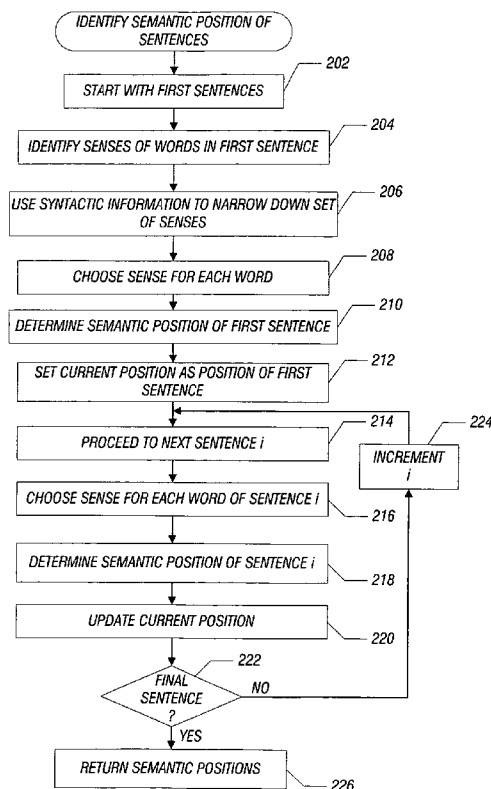 IDENTIFY SEMANTIC POSITION OF
SENTENCES
202
START WITH FIRST SENTENCES
204
IDENTIFY SENSES OF WORDS IN FIRST SENTENCE
206
USE SYNTACTIC INFORMATION TO NARROW DOWN SET
OF SENSES
208
CHOOSE SENSE FOR EACH WORD
210
DETERMINE SEMANTIC POSITION OF FIRST SENTENCE
212
SET CURRENT POSITION AS POSITION OF FIRST
SENTENCE
224
214
PROCEED TO NEXT SENTENCE i
INCREMENT
i
CHOOSE SENSE FOR EACH WORD OF SENTENCE i
216
DETERMINE SEMANTIC POSITION OF SENTENCE i
218
UPDATE CURRENT POSITION
220
222
FINAL
SENTENCE
?
NO
YES
RETURN SEMANTIC POSITIONS
226